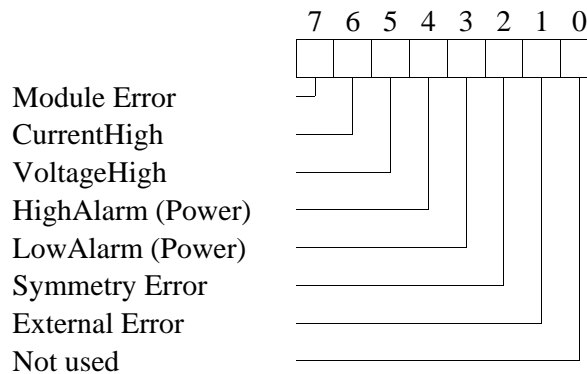 7 6 5 4 3 2 1 0
Module Error
CurrentHigh
VoltageHigh
HighAlarm (Power)
LowAlarm (Power)
Symmetry Error
External Error
Not used